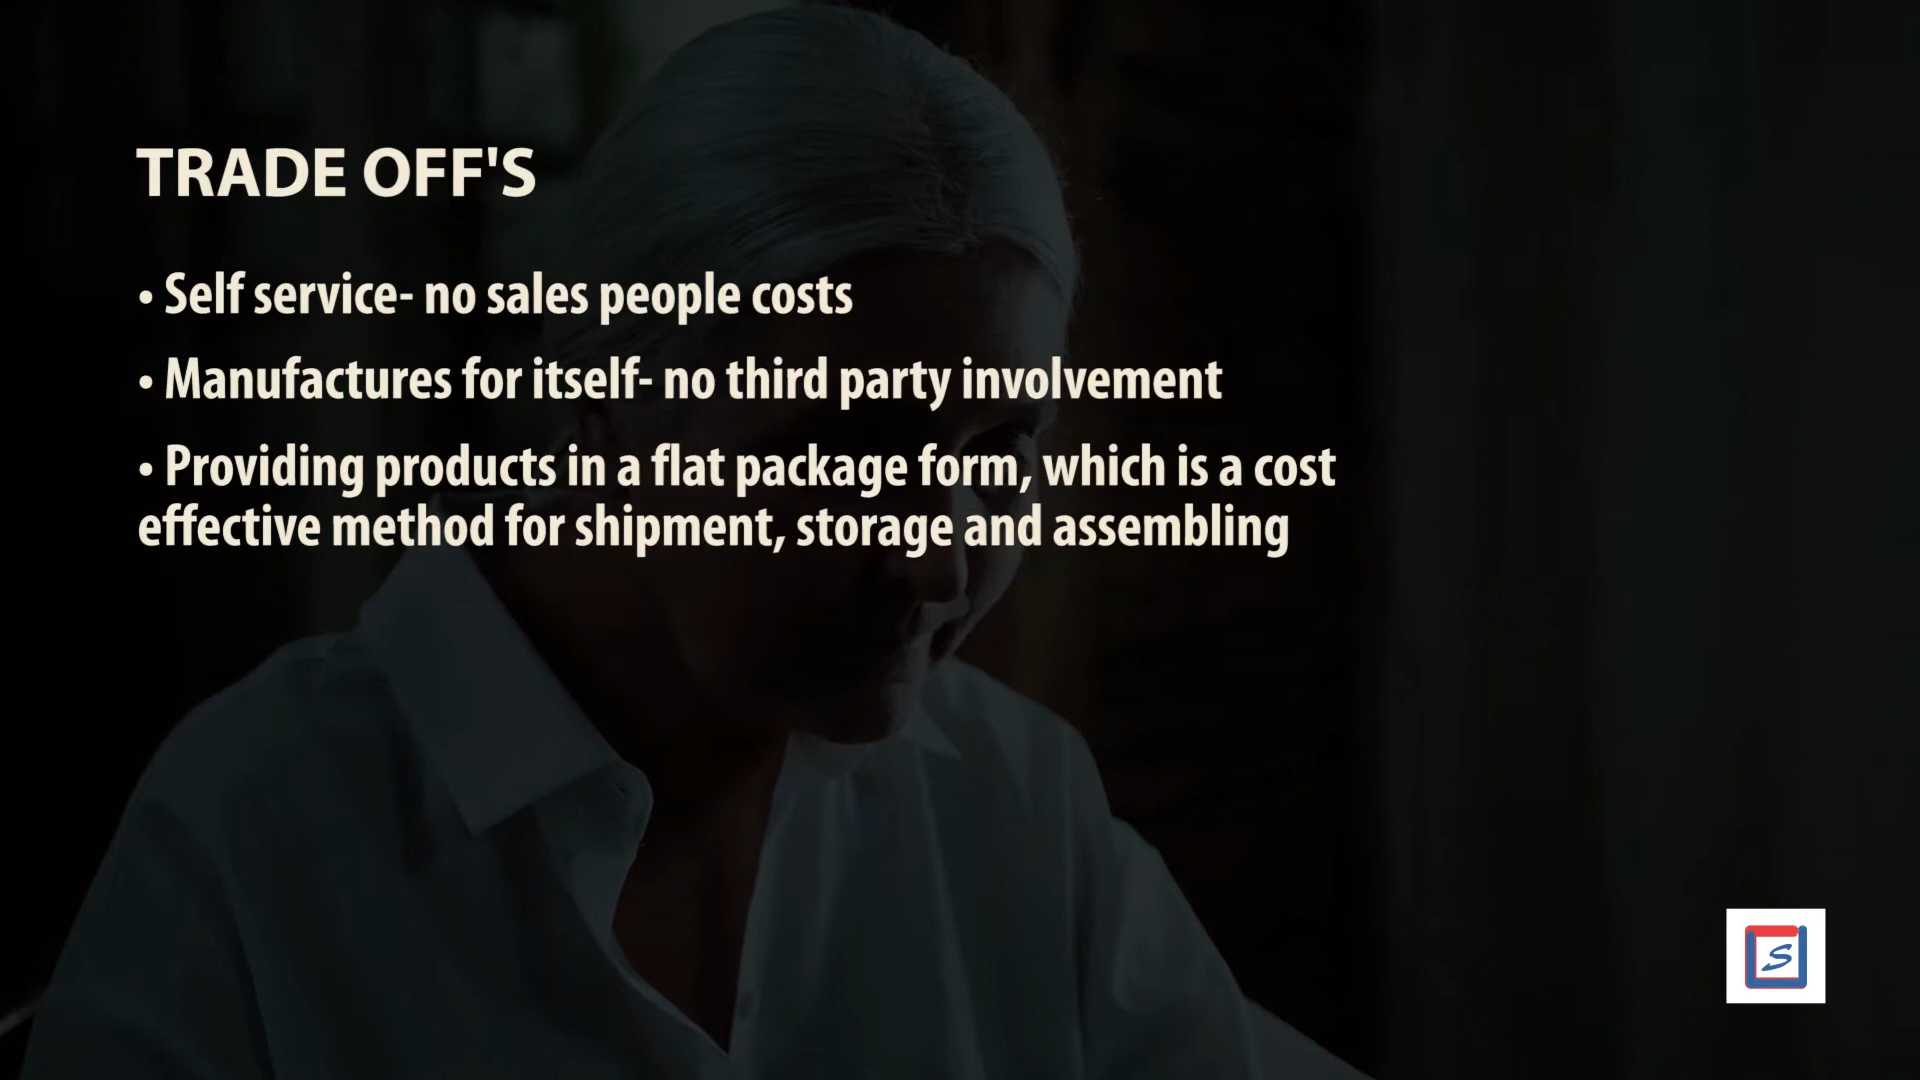 TRADE OFF'S
• Self service- no sales people costs
• Manufactures for itself- no third party involvement
• Providing products in a flat package form, which is a cost
effective method for shipment, storage and assembling
S